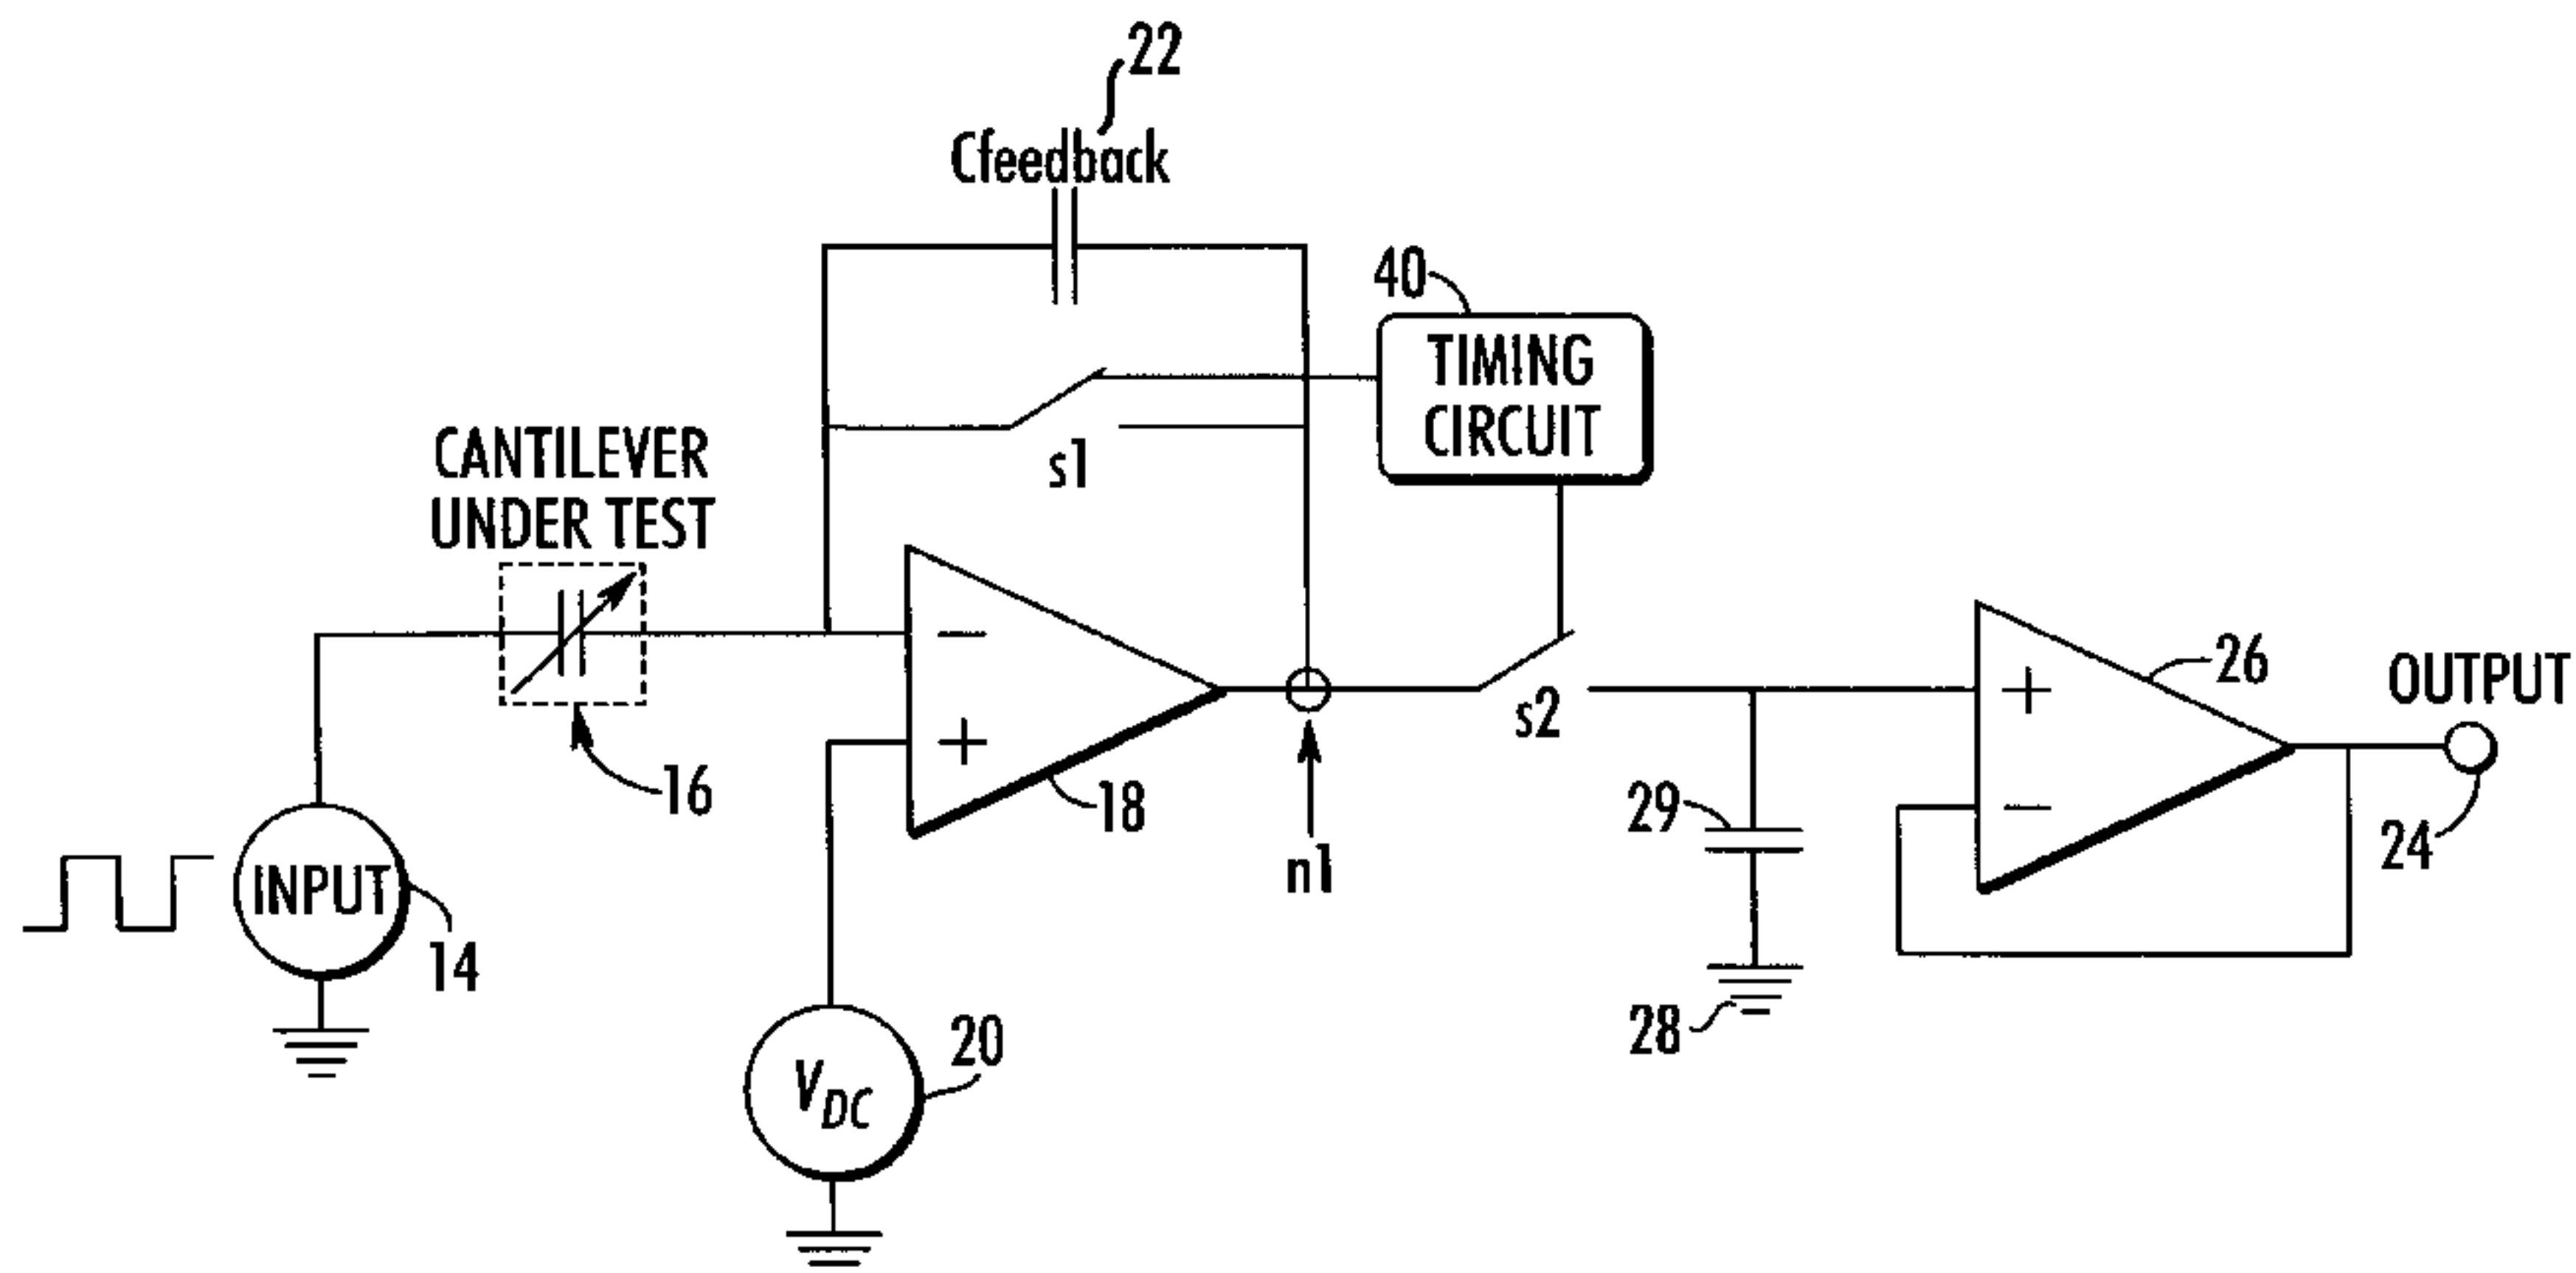 22
Cfeedback
40
TIMING
CIRCUIT
s1
CANTILEVER
UNDER TEST
−
+
16
18
n1
s2
+
−
26
OUTPUT
24
29
28
INPUT
14
VDC
20